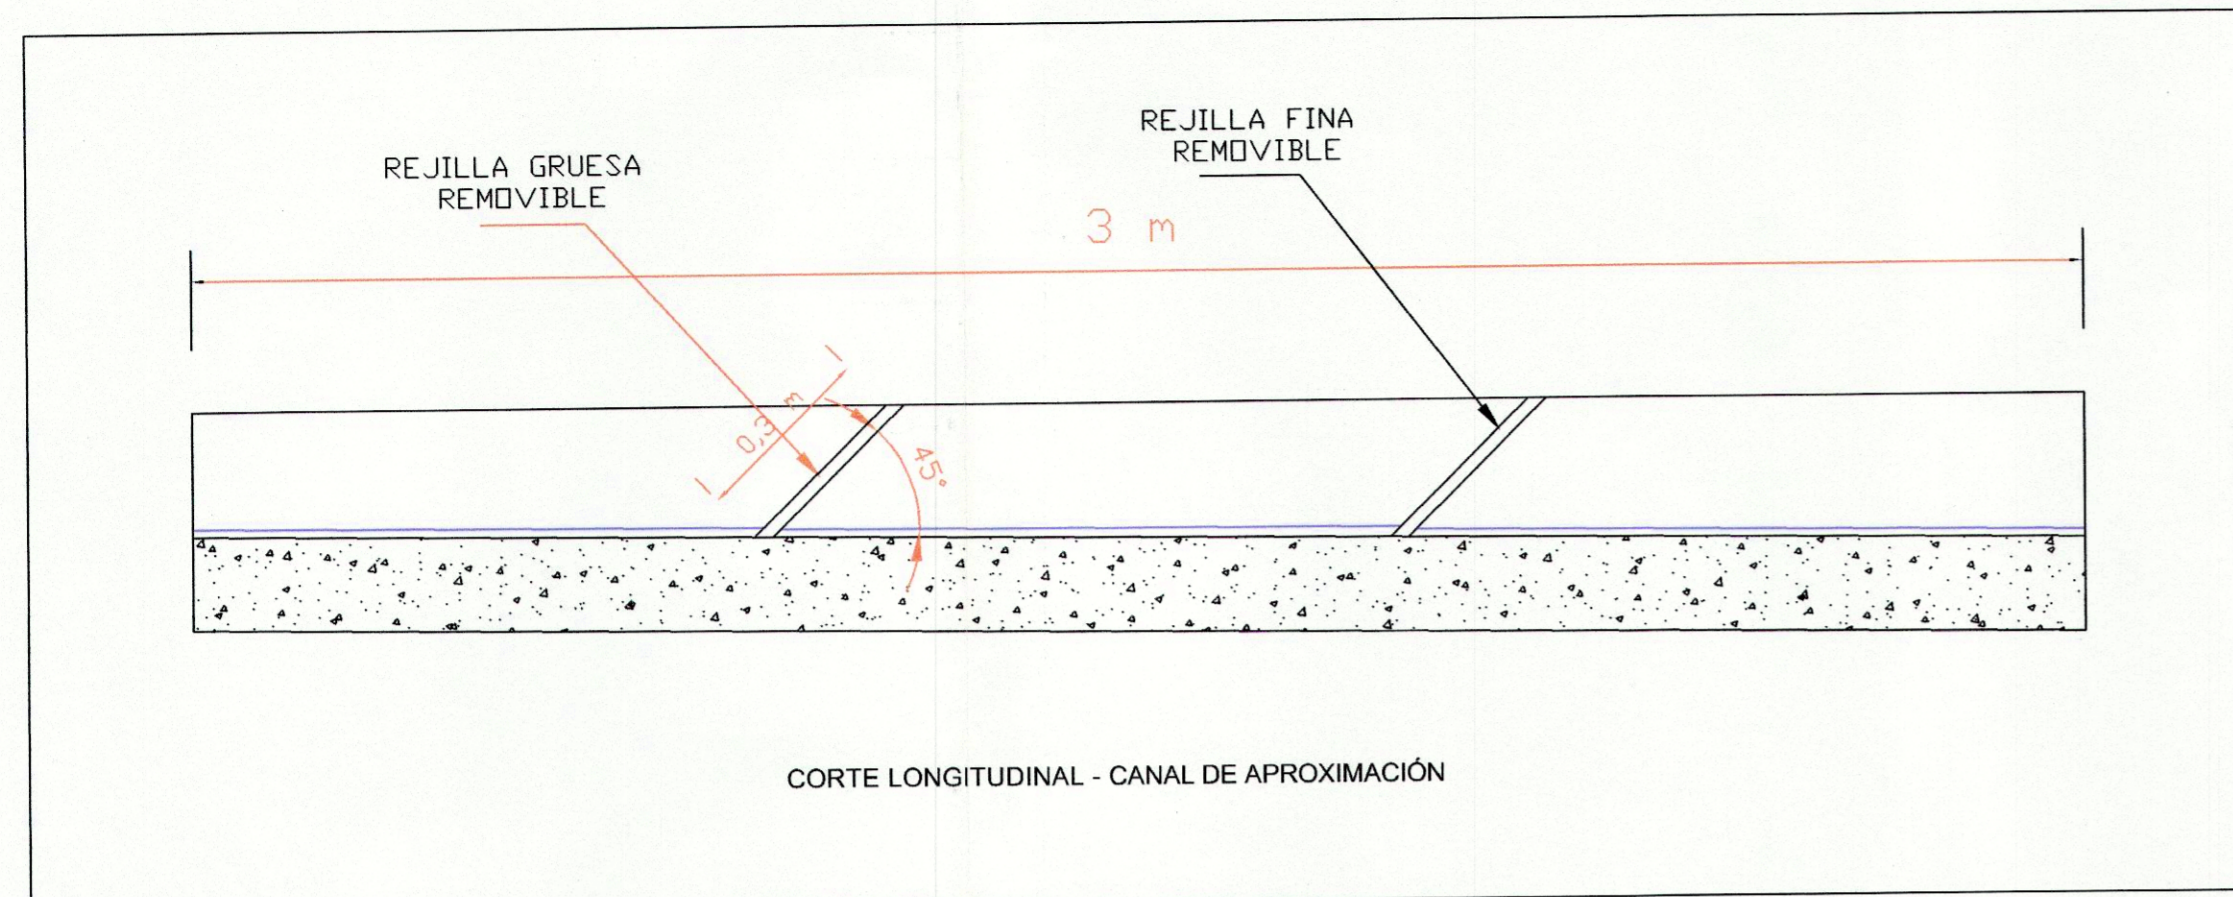 REJILLA FINA
REMOVIBLE
REJILLA GRUESA
REMOVIBLE
3 m
0,3 m
45°
CORTE LONGITUDINAL - CANAL DE APROXIMACIÓN